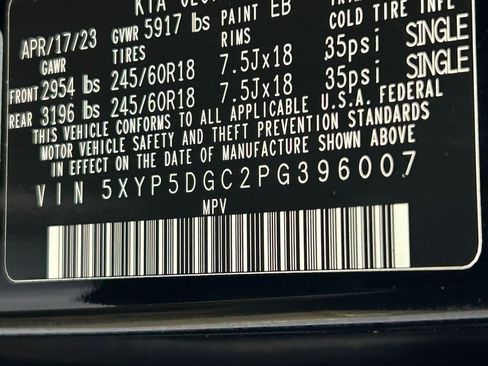 APR/17/23 GVWR 5917 lbs PAINT EB COLD TIRE INF
GAWR TIRES RIMS
FRONT 2954 lbs 245/60R18 7.5Jx18 35psi SINGLE
REAR 3196 lbs 245/60R18 7.5Jx18 35psi SINGLE
THIS VEHICLE CONFORMS TO ALL APPLICABLE U.S.A. FEDERAL
MOTOR VEHICLE SAFETY AND THEFT PREVENTION STANDARDS
IN EFFECT ON THE DATE OF MANUFACTURE SHOWN ABOVE
VIN 5XYP5DGC2PG396007
MPV